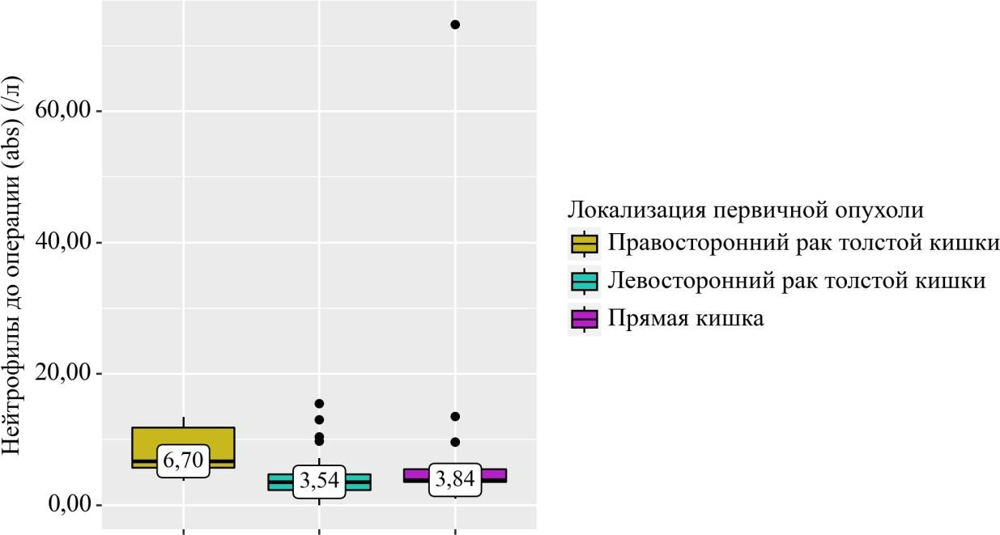 Нейтрофилы до операции (abs) (/л)
60,00
40,00
20,00
0,00
6,70
3,54
3,84
Локализация первичной опухоли
Правосторонний рак толстой кишки
Левосторонний рак толстой кишки
Прямая кишка